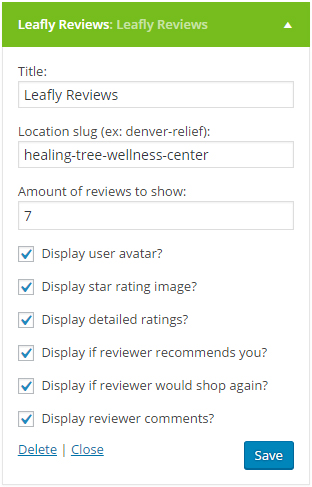 Leafly Reviews: Leafly Reviews
Title:
Leafly Reviews
Location slug (ex: denver-relief):
healing-tree-wellness-center
Amount of reviews to show:
7
Display user avatar?
Display star rating image?
Display detailed ratings?
Display if reviewer recommends you?
Display if reviewer would shop again?
Display reviewer comments?
Delete | Close Save